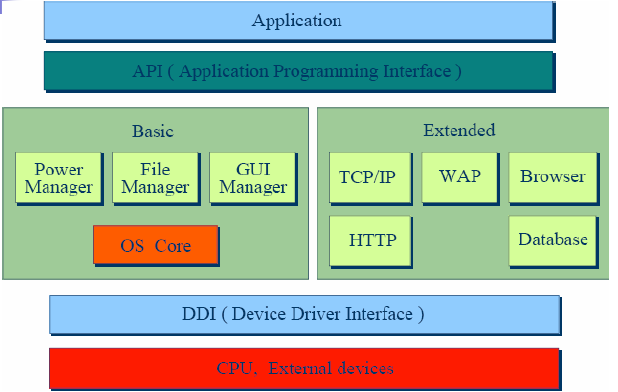 Application
API ( Application Programming Interface )
Basic
Power
Manager
File
Manager
GUI
Manager
OS Core
Extended
TCP/IP
WAP
Browser
HTTP
Database
DDI ( Device Driver Interface )
CPU、External devices